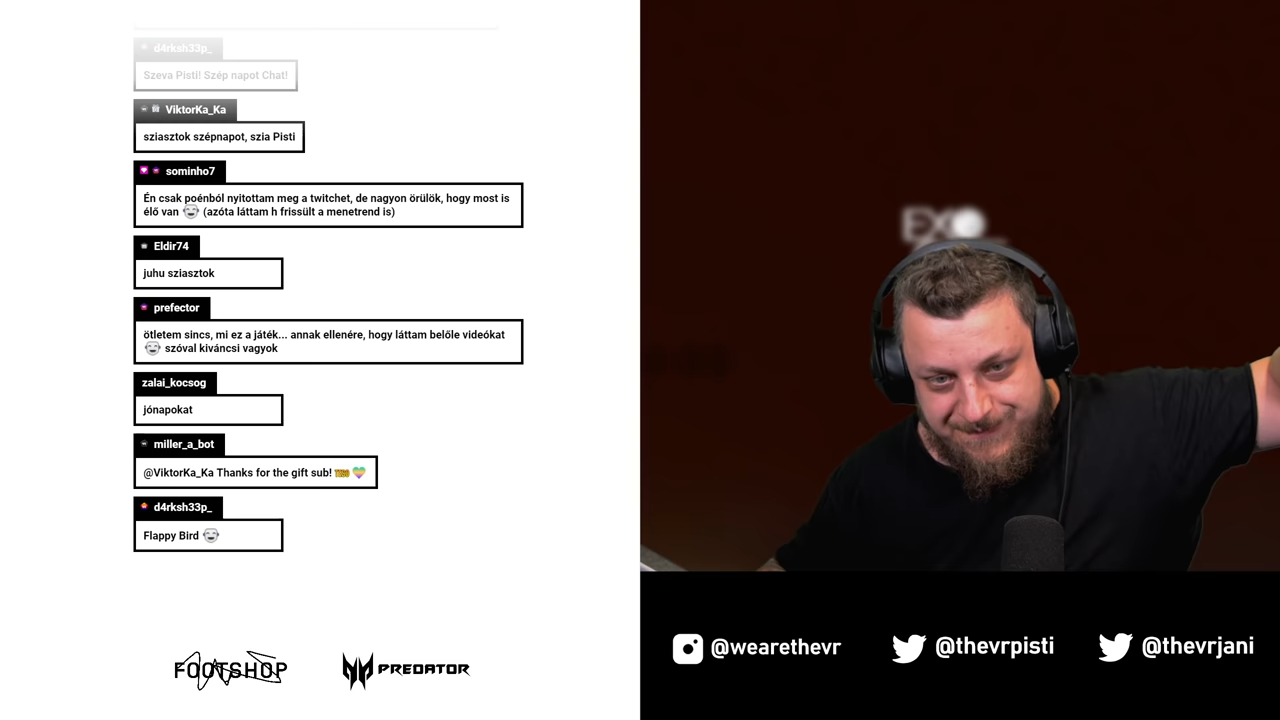 d4rksh33p_
Szeva Pisti! Szép napot Chat!
ViktorKa_Ka
sziasztok szépnapot, szia Pisti
sominho7
Én csak poénból nyitottam meg a twitchet, de nagyon örülök, hogy most is
élő van (azóta láttam h frissült a menetrend is)
Eldir74
juhu sziasztok
prefector
ötletem sincs, mi ez a játék... annak ellenére, hogy láttam belőle videókat
szóval kiváncsi vagyok
zalai_kocsog
jónapokat
miller_a_bot
@ViktorKa_Ka Thanks for the gift sub!
d4rksh33p_
Flappy Bird
FOOTSHOP
PREDATOR
@wearethevr
@thevrpisti
@thevrjani